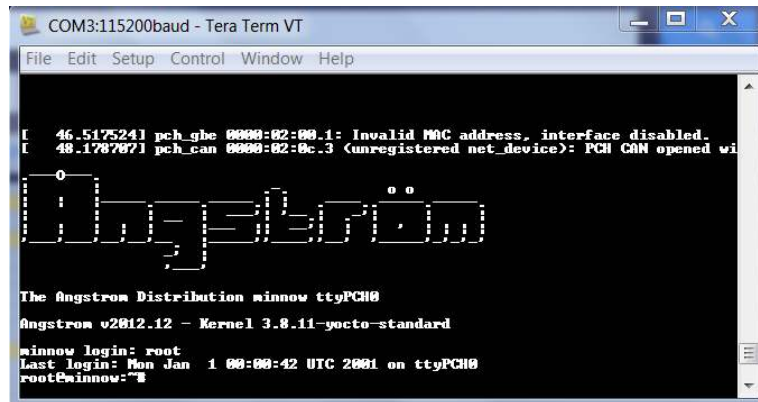 COM3:115200baud - Tera Term VT
File Edit Setup Control Window Help
[   46.517524] pch_gbe 0000:02:00.1: Invalid MAC address, interface disabled.
[   48.178707] pch_can 0000:02:0c.3 (unregistered net_device): PCH CAN opened wi
Ångström
The Angstrom Distribution minnow ttyPCH0
Angstrom v2012.12 - Kernel 3.8.11-yocto-standard
minnow login: root
Last login: Mon Jan  1 00:00:42 UTC 2001 on ttyPCH0
root@minnow:~#